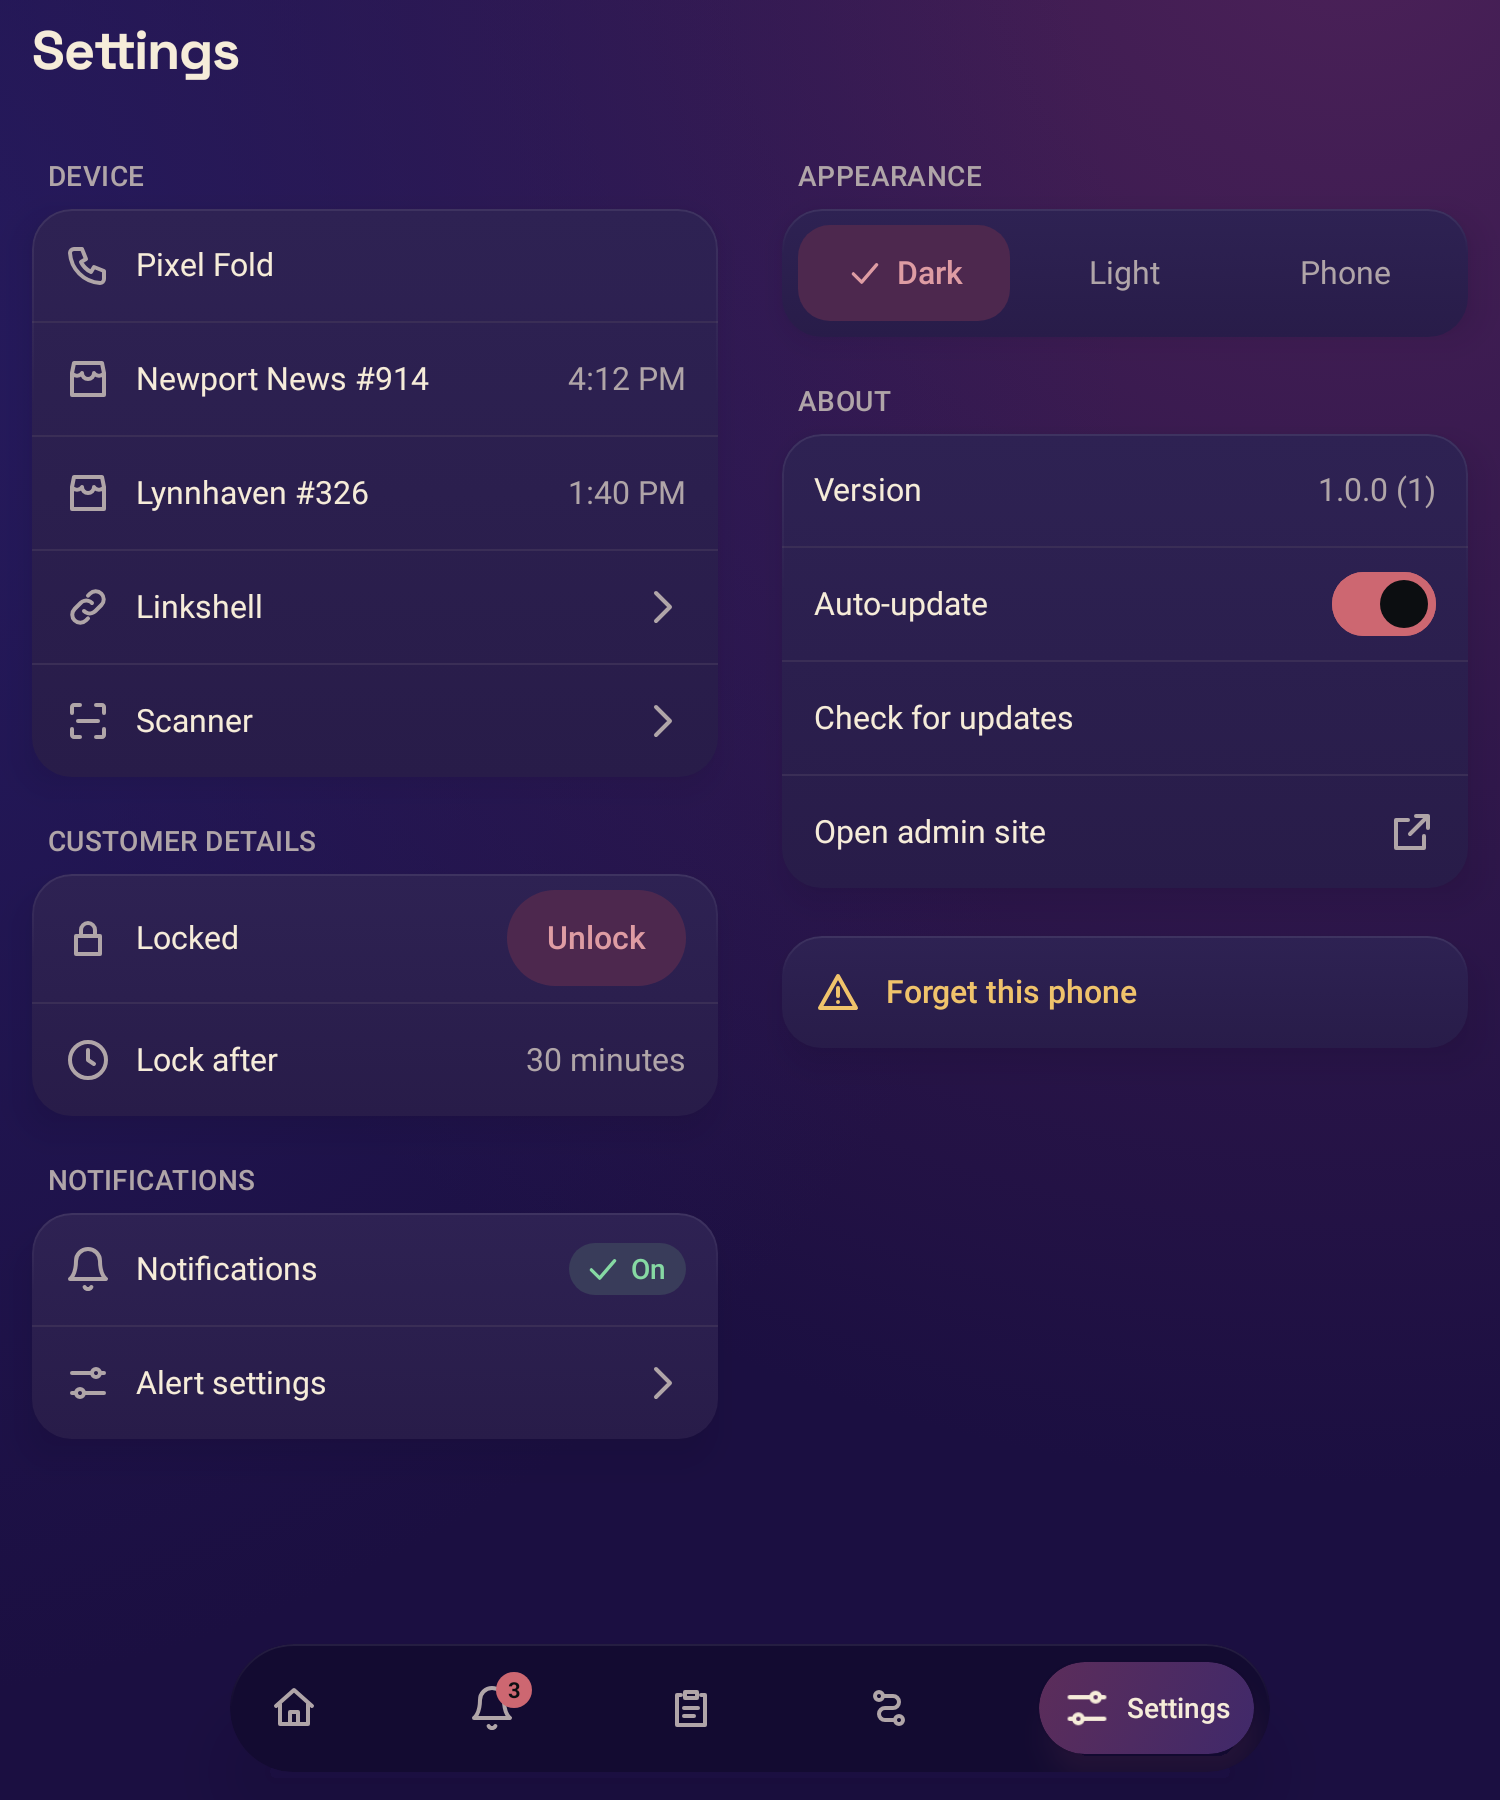 Settings
DEVICE
Pixel Fold
Newport News #914 4:12 PM
Lynnhaven #326 1:40 PM
Linkshell
Scanner
CUSTOMER DETAILS
Locked Unlock
Lock after 30 minutes
NOTIFICATIONS
Notifications On
Alert settings
APPEARANCE
Dark Light Phone
ABOUT
Version 1.0.0 (1)
Auto-update
Check for updates
Open admin site
Forget this phone
3
Settings